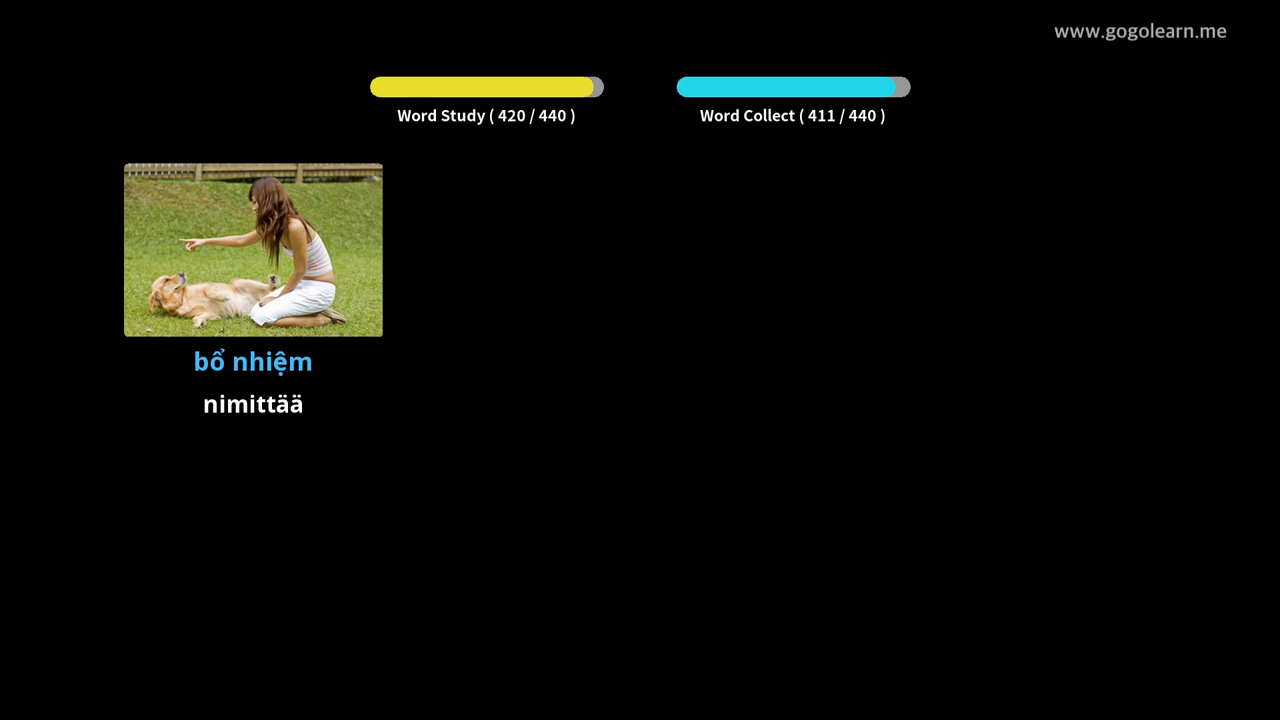 www.gogolearn.me
Word Study ( 420 / 440 )
Word Collect ( 411 / 440 )
bổ nhiệm
nimittää